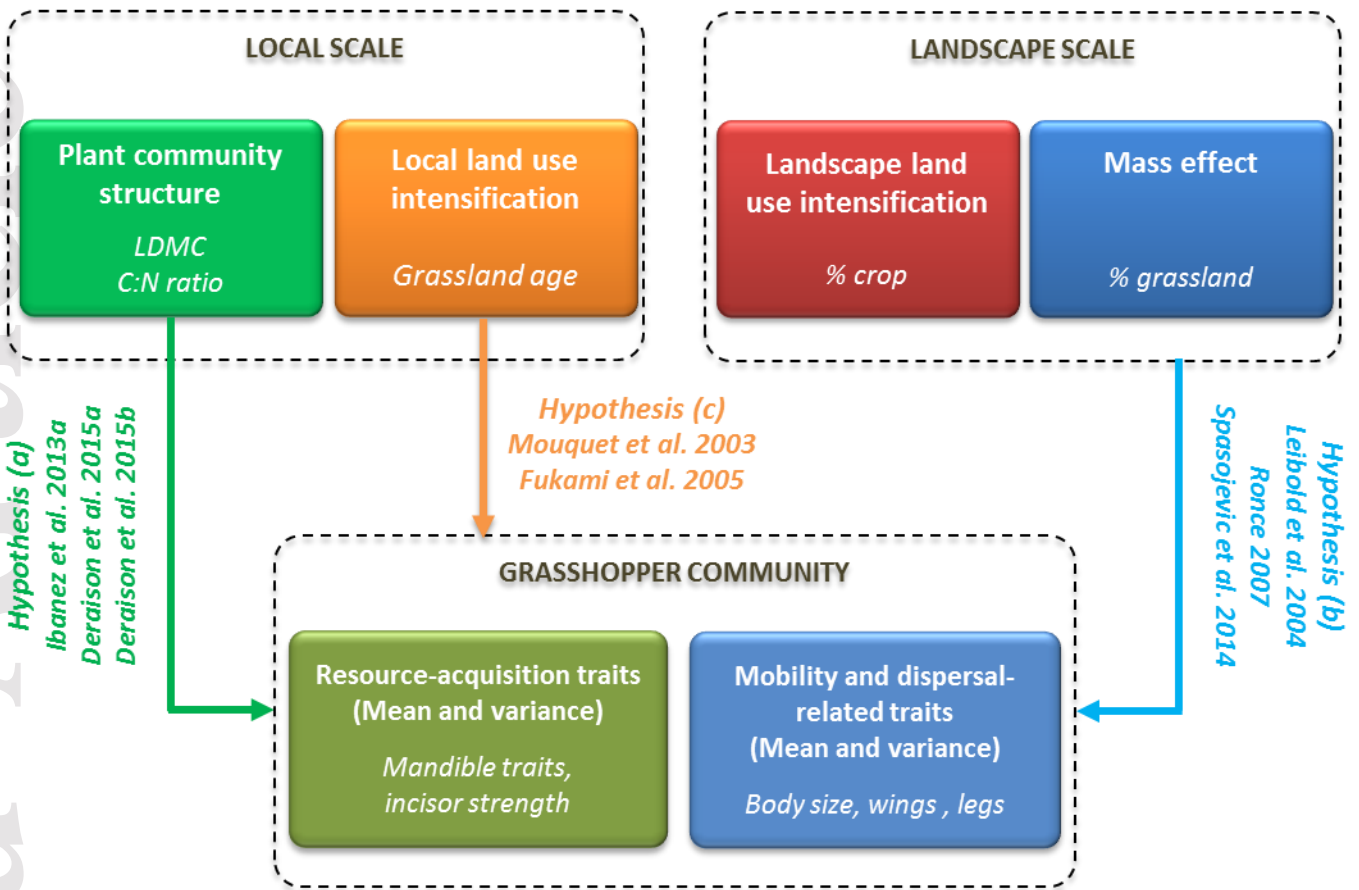 LOCAL SCALE
Plant community
structure
LDMC
C:N ratio
Local land use
intensification
Grassland age
LANDSCAPE SCALE
Landscape land
use intensification
% crop
Mass effect
% grassland
Hypothesis (a)
Ibanez et al. 2013a
Deraison et al. 2015a
Deraison et al. 2015b
Hypothesis (c)
Mouquet et al. 2003
Fukami et al. 2005
Hypothesis (b)
Leibold et al. 2004
Ronce 2007
Spasojevic et al. 2014
GRASSHOPPER COMMUNITY
Resource-acquisition traits
(Mean and variance)
Mandible traits,
incisor strength
Mobility and dispersal-
related traits
(Mean and variance)
Body size, wings , legs